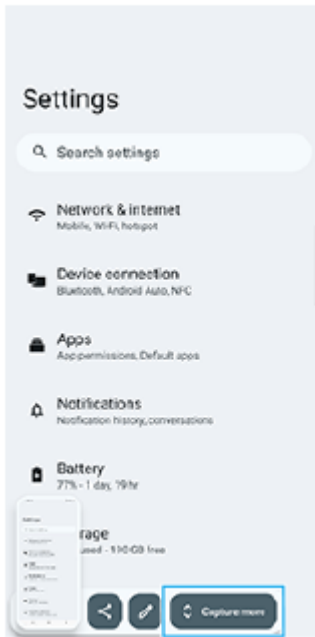 Settings
Search settings
Network & internet
Mobile, Wi-Fi, hotspot
Device connection
Bluetooth, Android Auto, NFC
Apps
App permissions, Default apps
Notifications
Notification history, conversations
Battery
77% - 1 day, 19 hr
rage
used - 110 GB free
Capture more